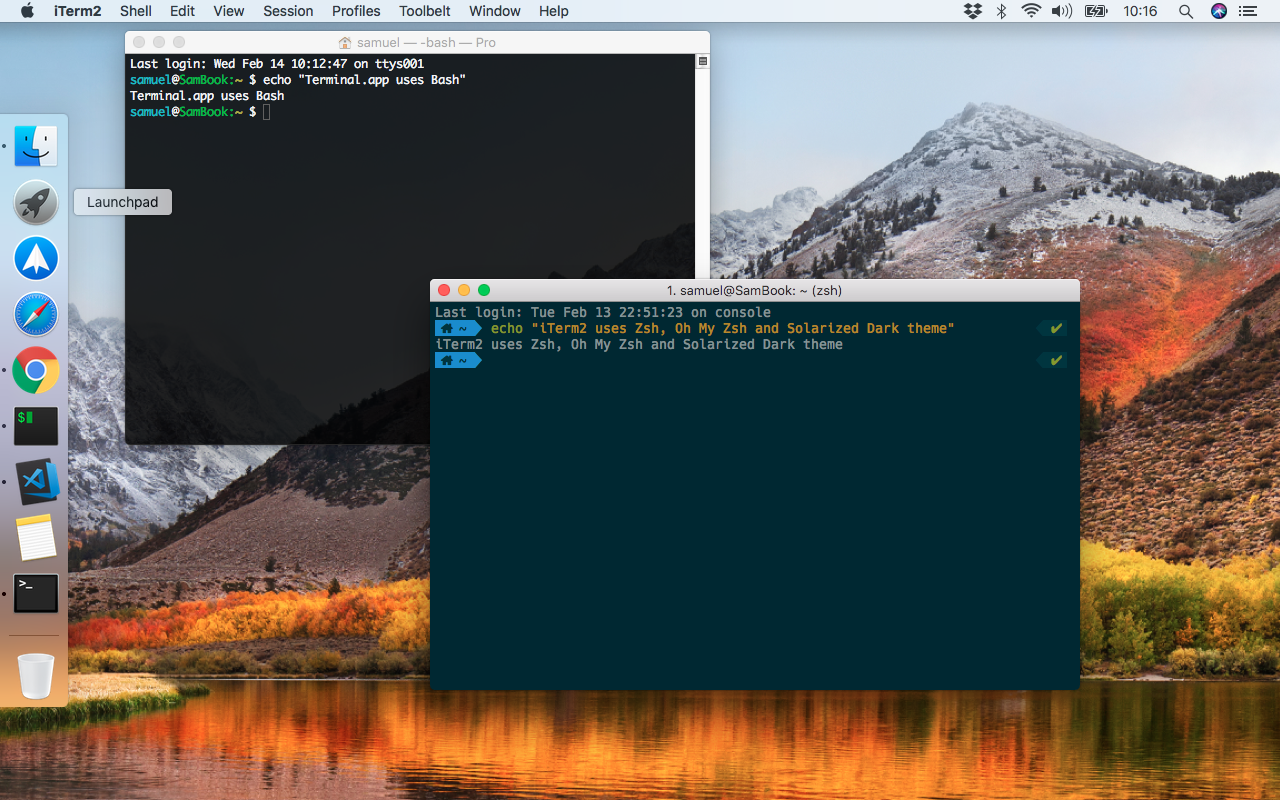 iTerm2 Shell Edit View Session Profiles Toolbelt Window Help 10:16
samuel — -bash — Pro
Last login: Wed Feb 14 10:12:47 on ttys001
samuel@SamBook:~ $ echo "Terminal.app uses Bash"
Terminal.app uses Bash
samuel@SamBook:~ $
Launchpad
$
>_
1. samuel@SamBook: ~ (zsh)
Last login: Tue Feb 13 22:51:23 on console
~ echo "iTerm2 uses Zsh, Oh My Zsh and Solarized Dark theme" ✔
iTerm2 uses Zsh, Oh My Zsh and Solarized Dark theme
~ ✔